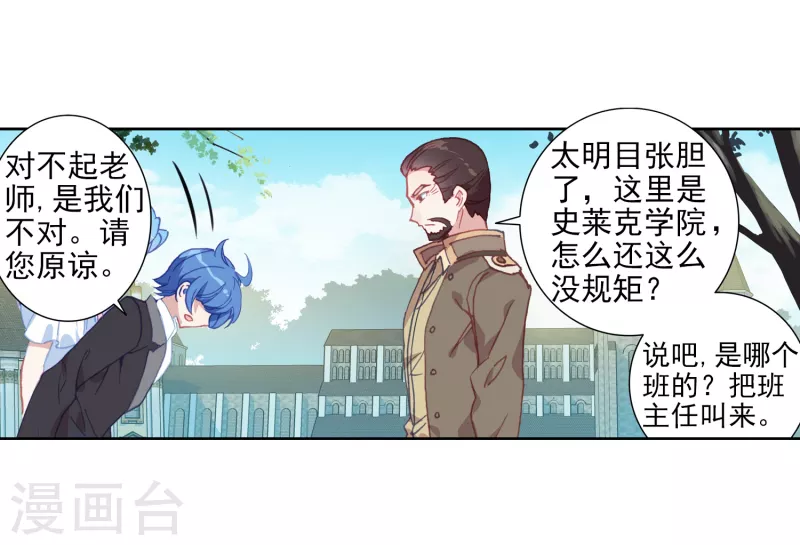 对不起老
师,是我们
不对。请
您原谅。
太明目张胆
了，这里是
史莱克学院，
怎么还这么
没规矩？
说吧,是哪个
班的？把班
主任叫来。
漫画台